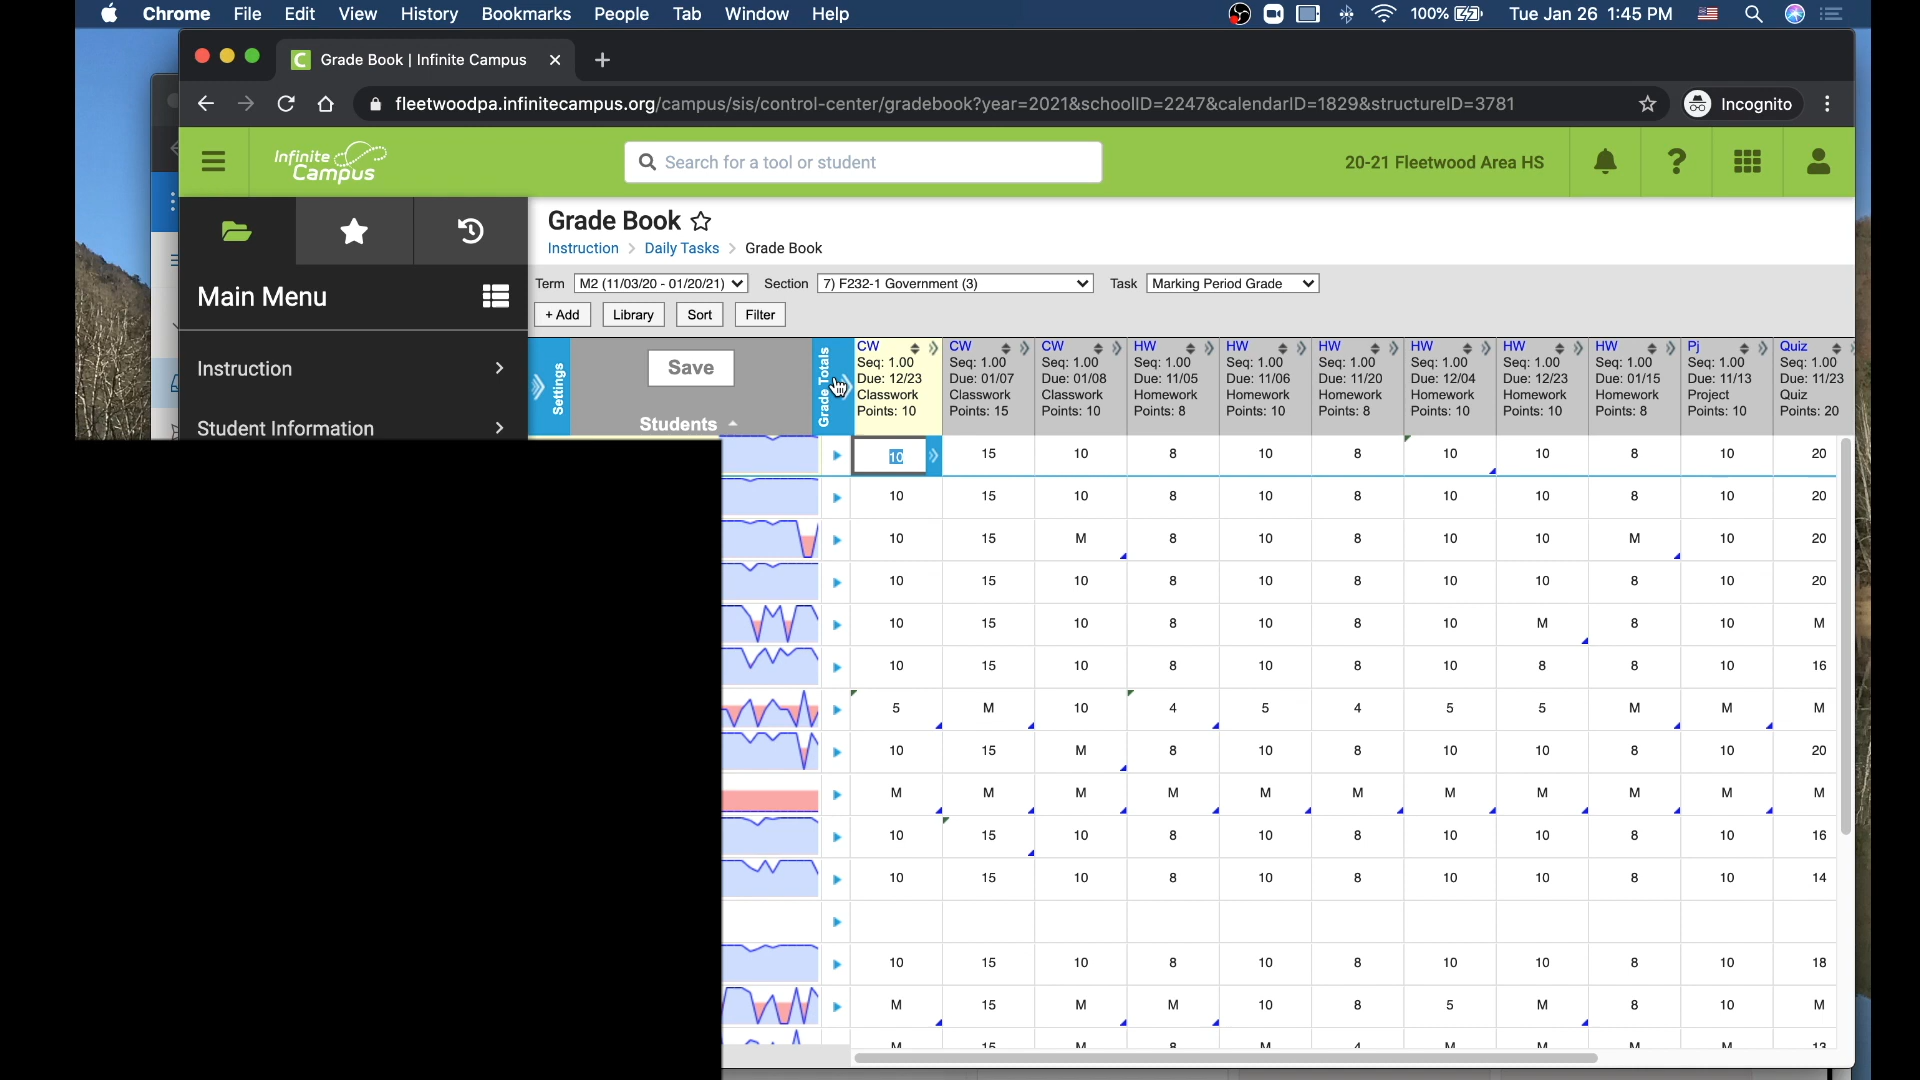 Chrome File Edit View History Bookmarks People Tab Window Help 100% Tue Jan 26 1:45 PM
Grade Book | Infinite Campus
fleetwoodpa.infinitecampus.org/campus/sis/control-center/gradebook?year=2021&schoolID=2247&calendarID=1829&structureID=3781 Incognito
Infinite Campus
Search for a tool or student
20-21 Fleetwood Area HS
Grade Book
Instruction > Daily Tasks > Grade Book
Main Menu
Instruction
Student Information
Term M2 (11/03/20 - 01/20/21) Section 7) F232-1 Government (3) Task Marking Period Grade
+ Add Library Sort Filter
Settings
Save
Students
Grade Totals
CW CW CW HW HW HW HW HW HW Pj Quiz
Seq: 1.00 Seq: 1.00 Seq: 1.00 Seq: 1.00 Seq: 1.00 Seq: 1.00 Seq: 1.00 Seq: 1.00 Seq: 1.00 Seq: 1.00 Seq: 1.00
Due: 12/23 Due: 01/07 Due: 01/08 Due: 11/05 Due: 11/06 Due: 11/20 Due: 12/04 Due: 12/23 Due: 01/15 Due: 11/13 Due: 11/23
Classwork Classwork Classwork Homework Homework Homework Homework Homework Homework Project Quiz
Points: 10 Points: 15 Points: 10 Points: 8 Points: 10 Points: 8 Points: 10 Points: 10 Points: 8 Points: 10 Points: 20
10 15 10 8 10 8 10 10 8 10 20
10 15 10 8 10 8 10 10 8 10 20
10 15 M 8 10 8 10 10 M 10 20
10 15 10 8 10 8 10 10 8 10 20
10 15 10 8 10 8 10 M 8 10 M
10 15 10 8 10 8 10 8 8 10 16
5 M 10 4 5 4 5 5 M M M
10 15 M 8 10 8 10 10 8 10 20
M M M M M M M M M M M
10 15 10 8 10 8 10 10 8 10 16
10 15 10 8 10 8 10 10 8 10 14
10 15 10 8 10 8 10 10 8 10 18
M 15 M M 10 8 5 M 8 10 M
M 15 M 8 M 4 M M M M 13